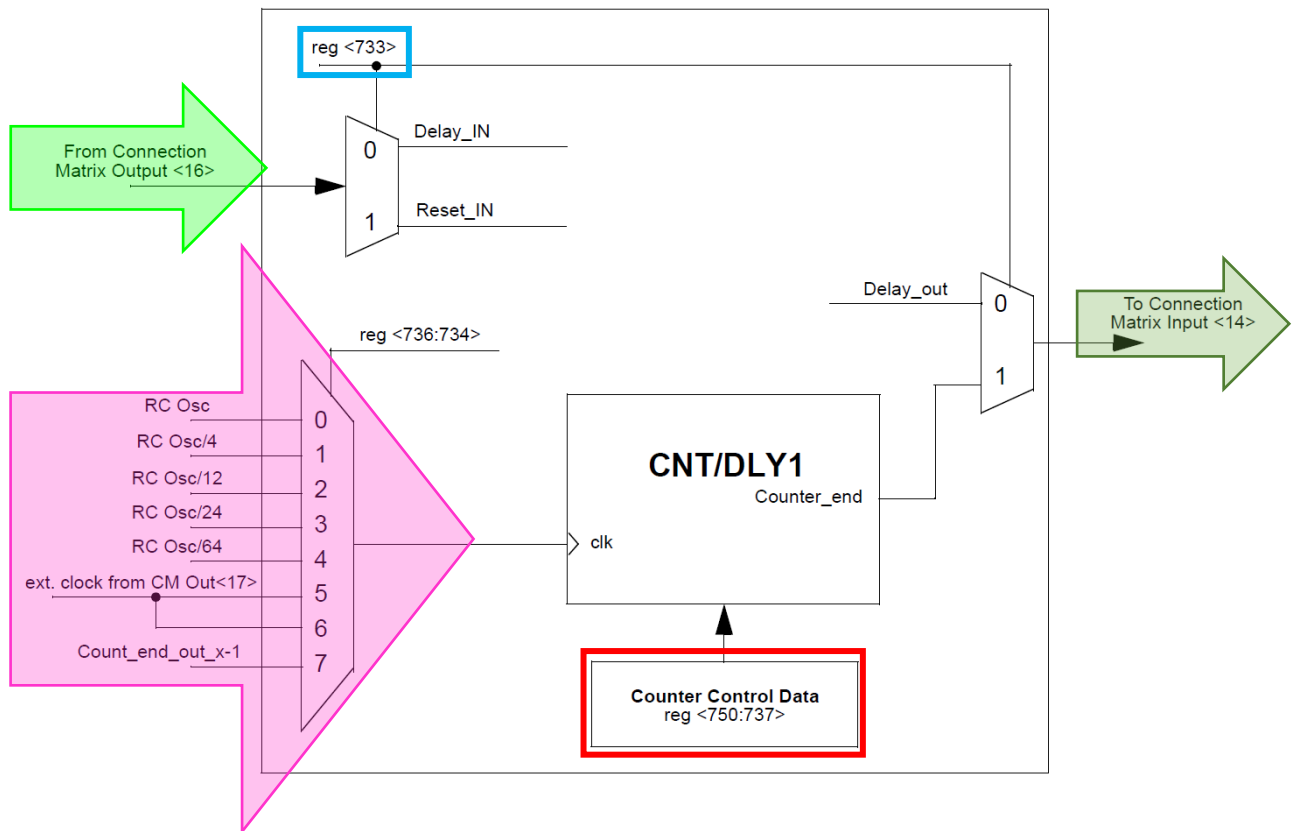 reg <733>
0
1
Delay_IN
Reset_IN
From Connection
Matrix Output <16>
Delay_out
0
1
To Connection
Matrix Input <14>
reg <736:734>
RC Osc
0
RC Osc/4
1
RC Osc/12
2
RC Osc/24
3
RC Osc/64
4
ext. clock from CM Out<17>
5
6
Count_end_out_x-1
7
CNT/DLY1
Counter_end
clk
Counter Control Data
reg <750:737>